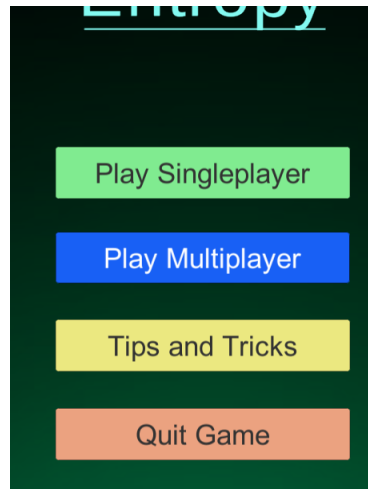 Entropy
Play Singleplayer
Play Multiplayer
Tips and Tricks
Quit Game